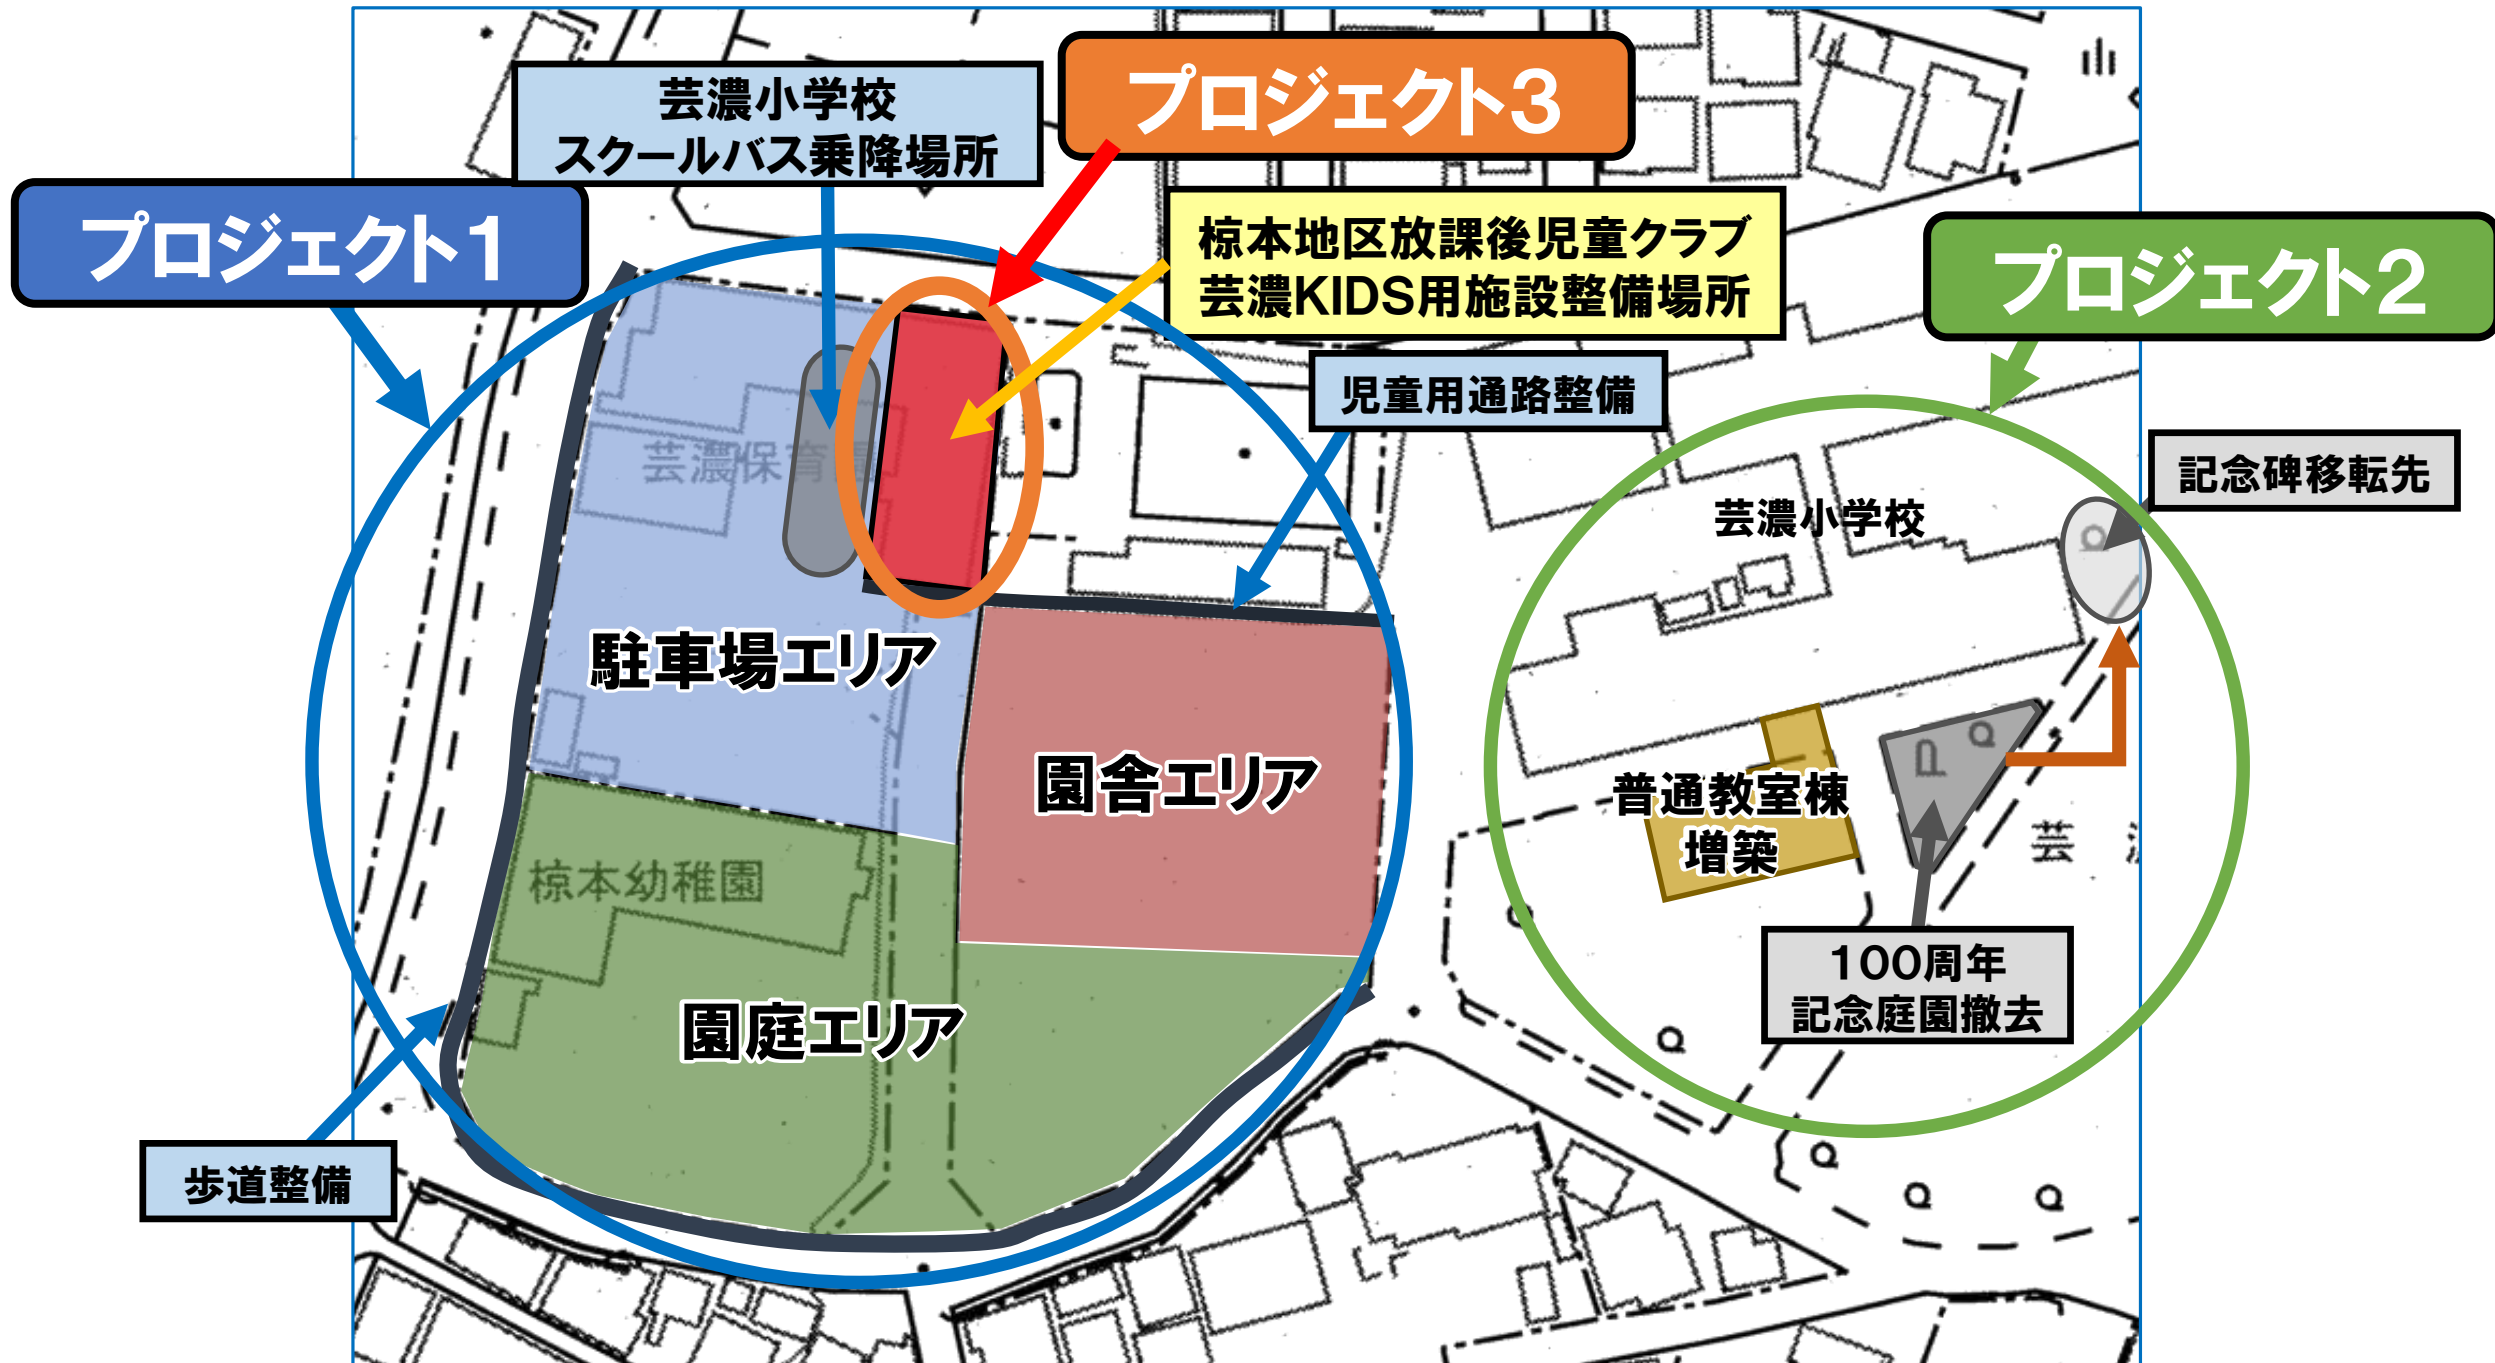 芸濃小学校
スクールバス乗降場所
プロジェクト3
プロジェクト1
椋本地区放課後児童クラブ
芸濃KIDS用施設整備場所
プロジェクト2
児童用通路整備
芸濃保育園
記念碑移転先
芸濃小学校
駐車場エリア
園舎エリア
普通教室棟
増築
芸
椋本幼稚園
100周年
記念庭園撤去
園庭エリア
歩道整備